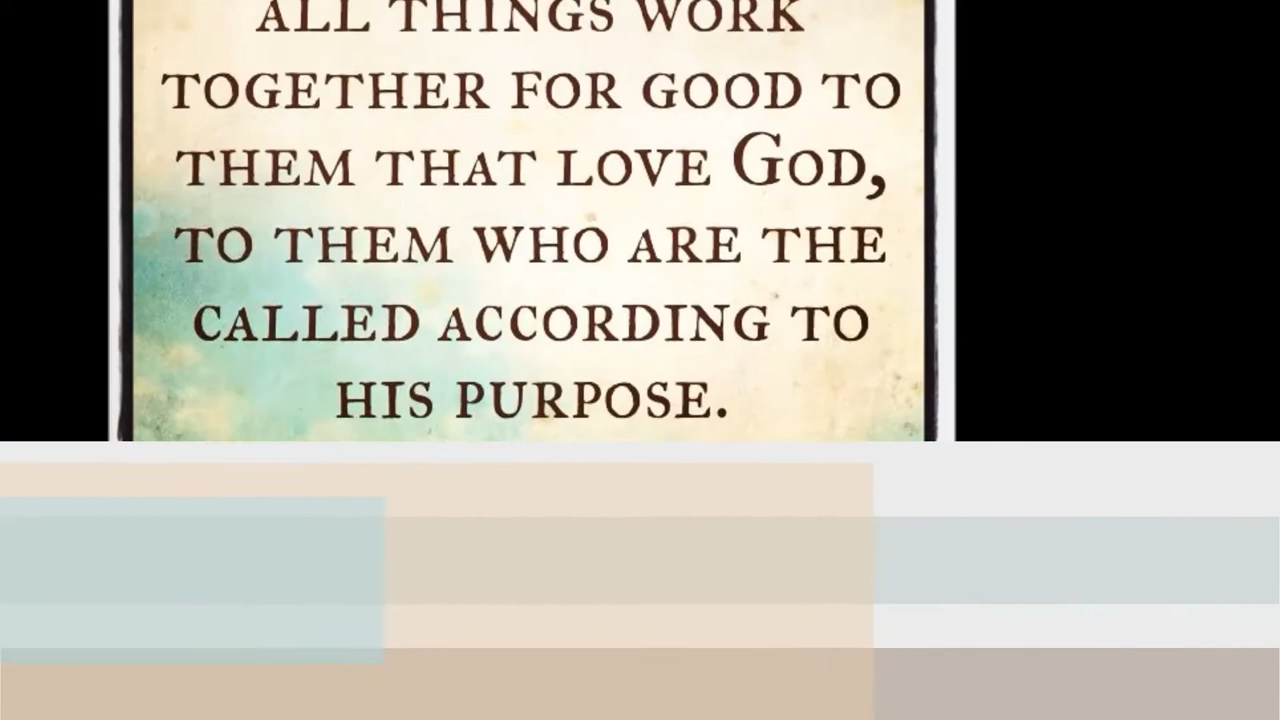 ALL THINGS WORK
TOGETHER FOR GOOD TO
THEM THAT LOVE GOD,
TO THEM WHO ARE THE
CALLED ACCORDING TO
HIS PURPOSE.